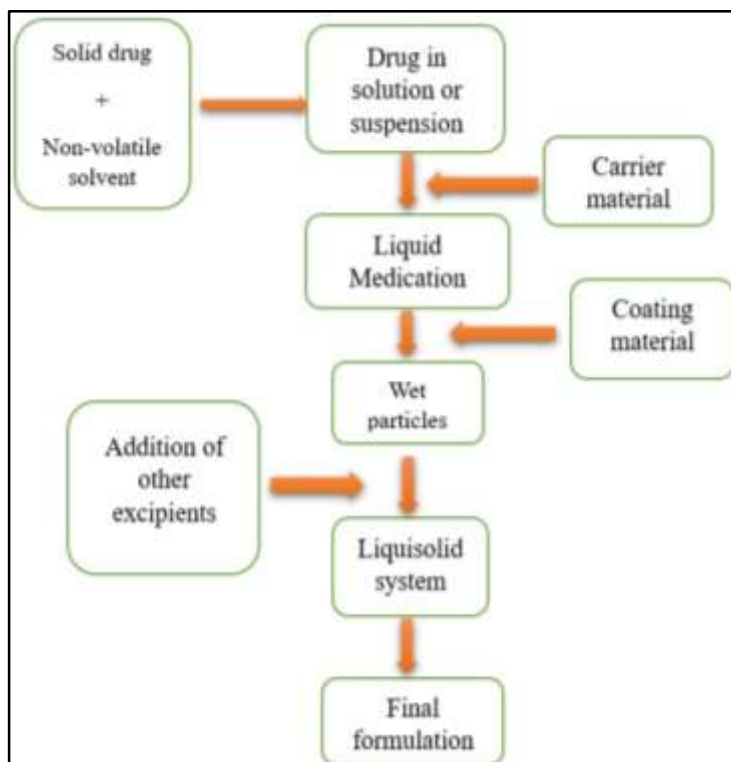 Solid drug
+
Non-volatile
solvent
Drug in
solution or
suspension
Carrier
material
Liquid
Medication
Coating
material
Wet
particles
Addition of
other
excipients
Liquisolid
system
Final
formulation